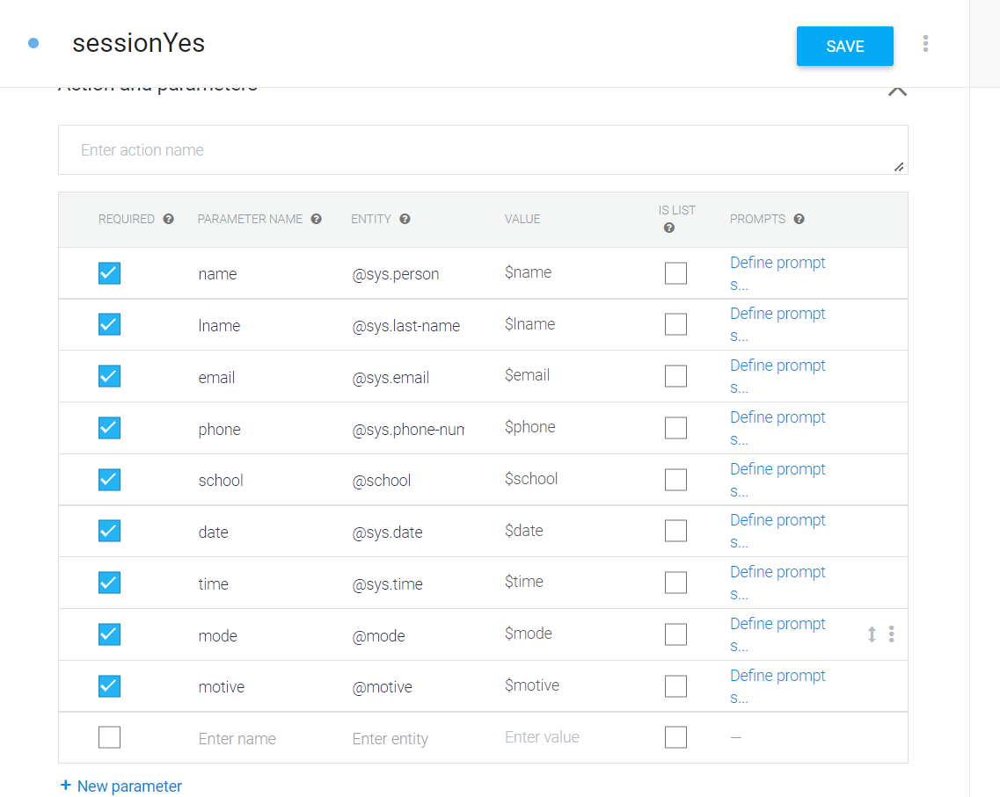 sessionYes
SAVE
Action and parameters
Enter action name
REQUIRED PARAMETER NAME ENTITY VALUE IS LIST PROMPTS
name @sys.person $name Define prompt
s...
lname @sys.last-name $lname Define prompt
s...
email @sys.email $email Define prompt
s...
phone @sys.phone-num $phone Define prompt
s...
school @school $school Define prompt
s...
date @sys.date $date Define prompt
s...
time @sys.time $time Define prompt
s...
mode @mode $mode Define prompt
s...
motive @motive $motive Define prompt
s...
Enter name Enter entity Enter value —
+ New parameter